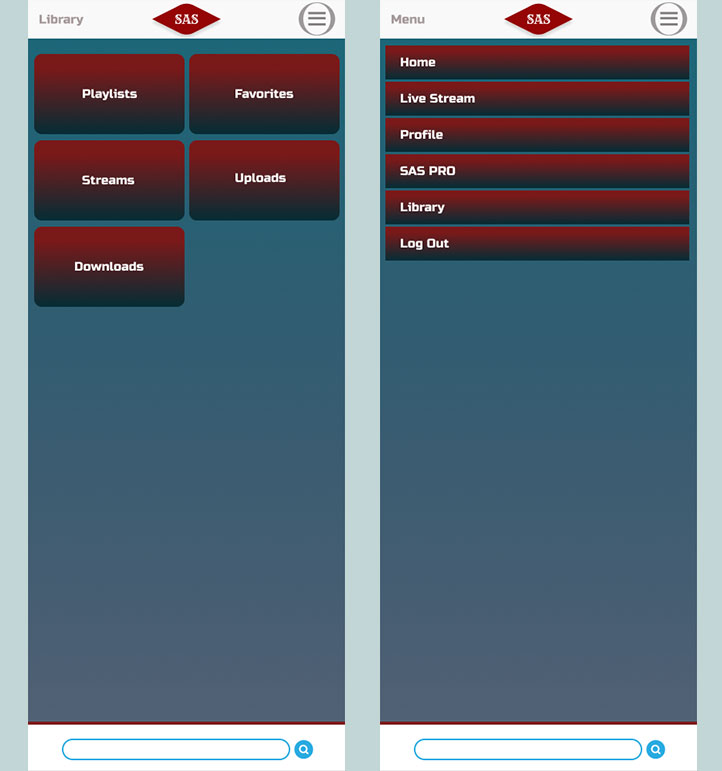 Library
SAS
Playlists
Favorites
Streams
Uploads
Downloads
Menu
SAS
Home
Live Stream
Profile
SAS PRO
Library
Log Out